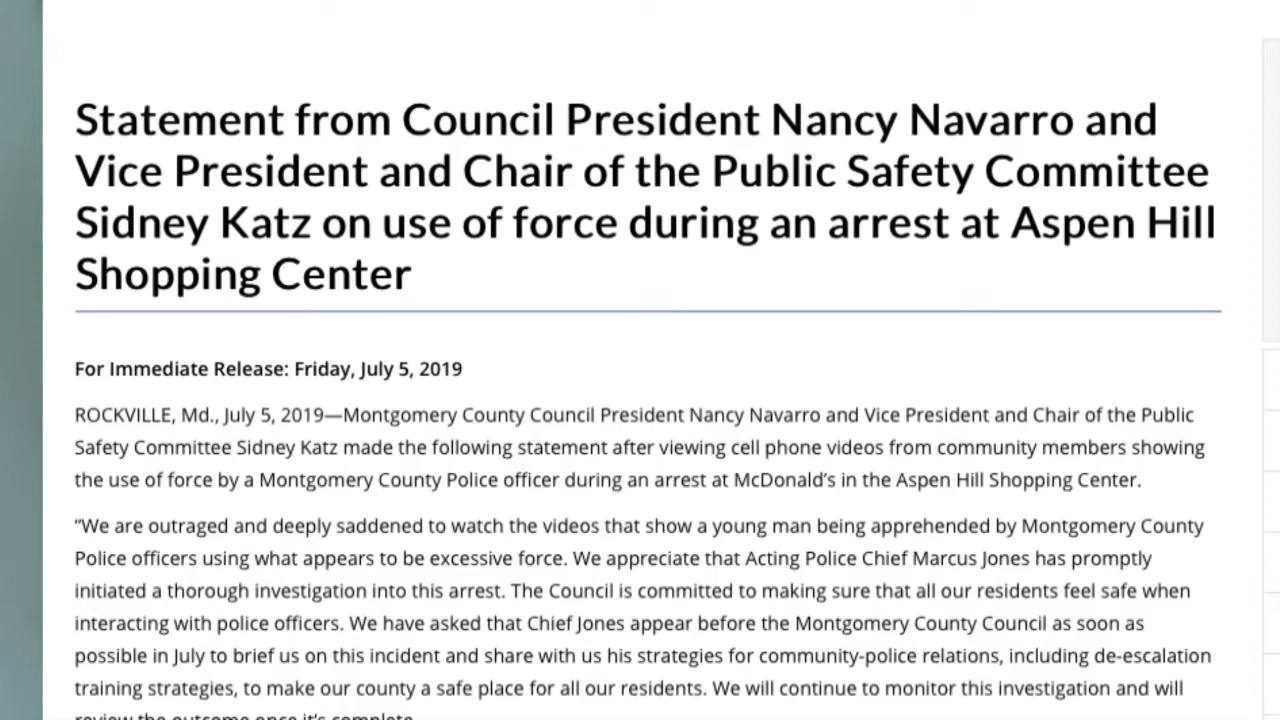 Statement from Council President Nancy Navarro and
Vice President and Chair of the Public Safety Committee
Sidney Katz on use of force during an arrest at Aspen Hill
Shopping Center
For Immediate Release: Friday, July 5, 2019
ROCKVILLE, Md., July 5, 2019—Montgomery County Council President Nancy Navarro and Vice President and Chair of the Public
Safety Committee Sidney Katz made the following statement after viewing cell phone videos from community members showing
the use of force by a Montgomery County Police officer during an arrest at McDonald’s in the Aspen Hill Shopping Center.
“We are outraged and deeply saddened to watch the videos that show a young man being apprehended by Montgomery County
Police officers using what appears to be excessive force. We appreciate that Acting Police Chief Marcus Jones has promptly
initiated a thorough investigation into this arrest. The Council is committed to making sure that all our residents feel safe when
interacting with police officers. We have asked that Chief Jones appear before the Montgomery County Council as soon as
possible in July to brief us on this incident and share with us his strategies for community-police relations, including de-escalation
training strategies, to make our county a safe place for all our residents. We will continue to monitor this investigation and will
review the outcome once it’s complete.